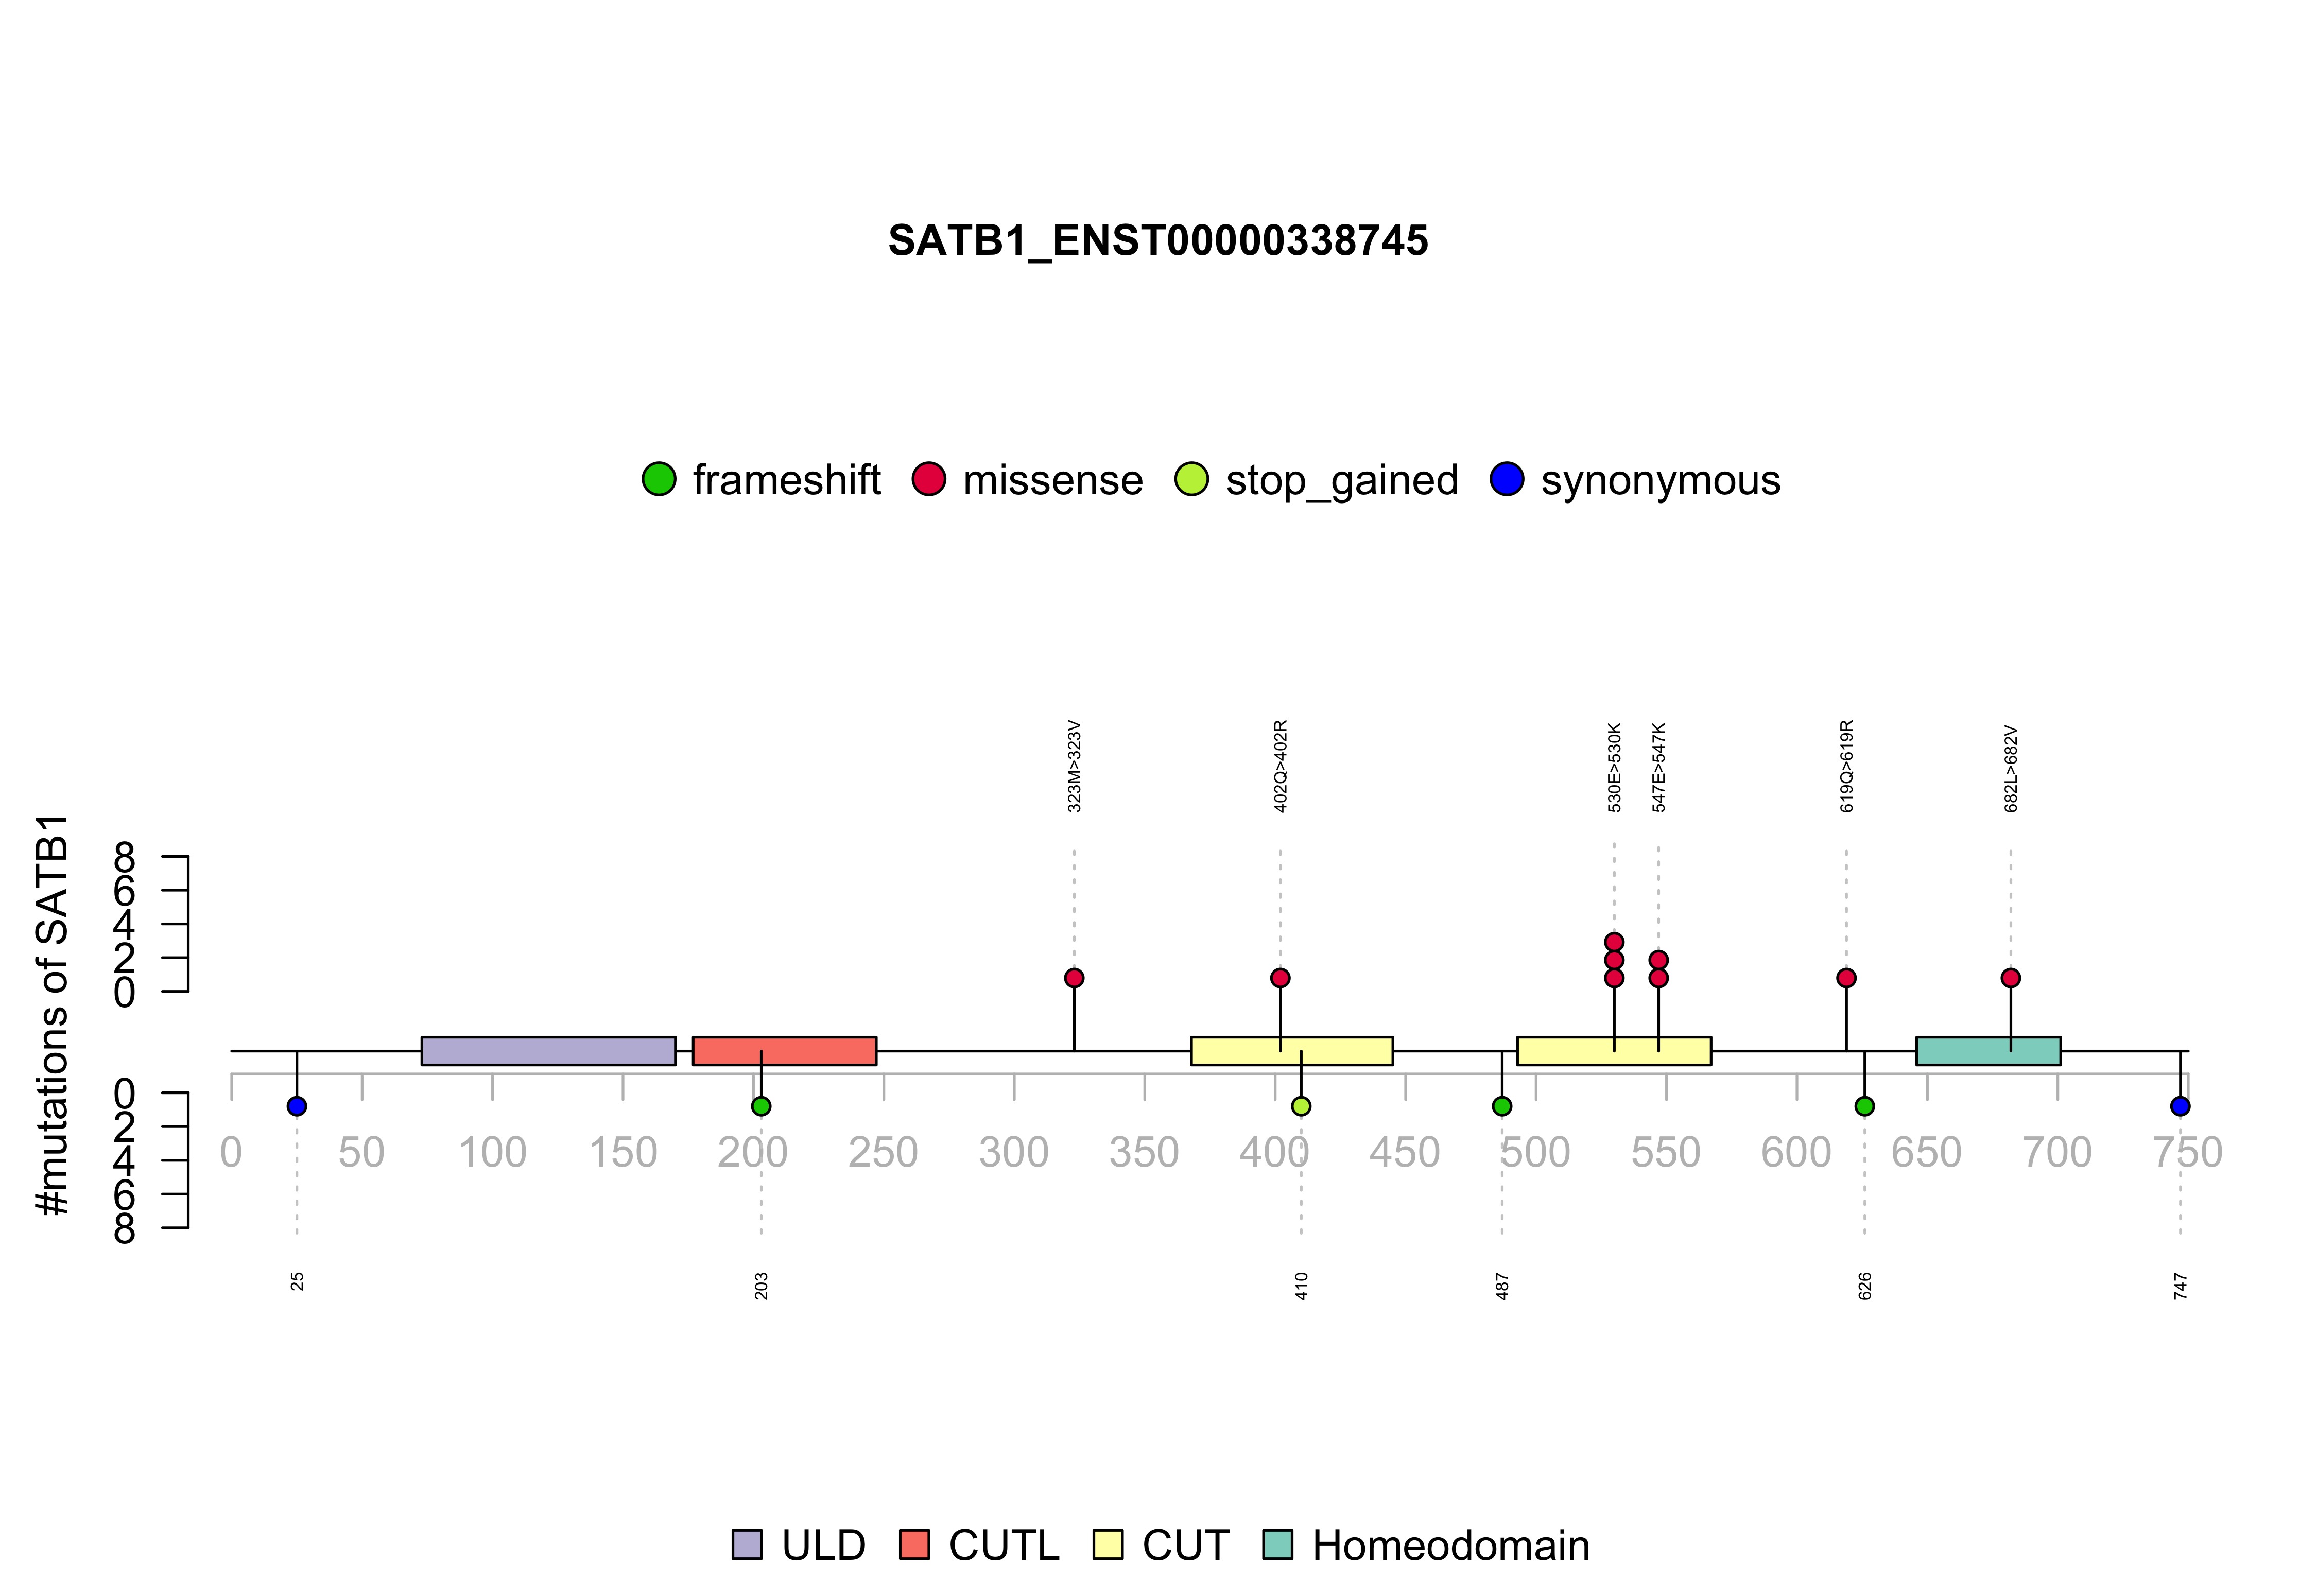 SATB1_ENST00000338745
frameshift missense stop_gained synonymous
323M>323V
402Q>402R
530E>530K
547E>547K
619Q>619R
682L>682V
#mutations of SATB1
8
6
4
2
0
0
2
4
6
8
0 50 100 150 200 250 300 350 400 450 500 550 600 650 700 750
25
203
410
487
626
747
ULD CUTL CUT Homeodomain